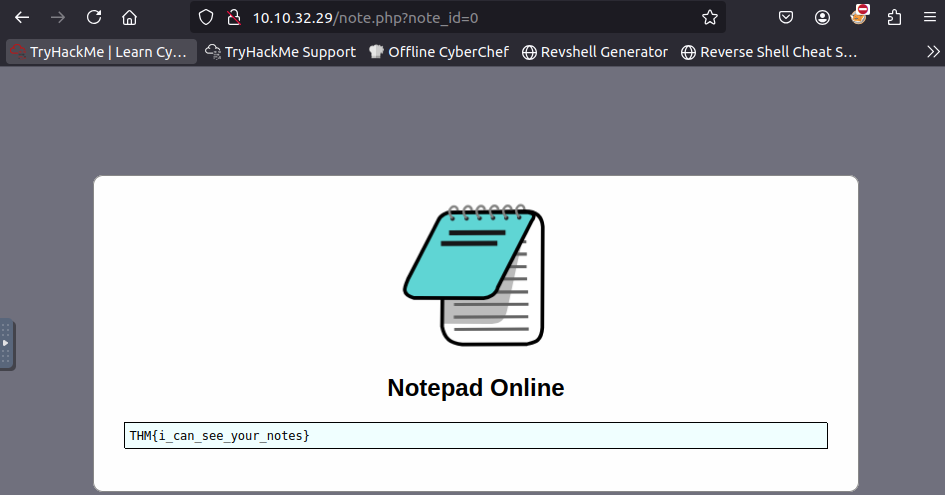 10.10.32.29/note.php?note_id=0
TryHackMe | Learn Cy… TryHackMe Support Offline CyberChef Revshell Generator Reverse Shell Cheat S…
Notepad Online
THM{i_can_see_your_notes}